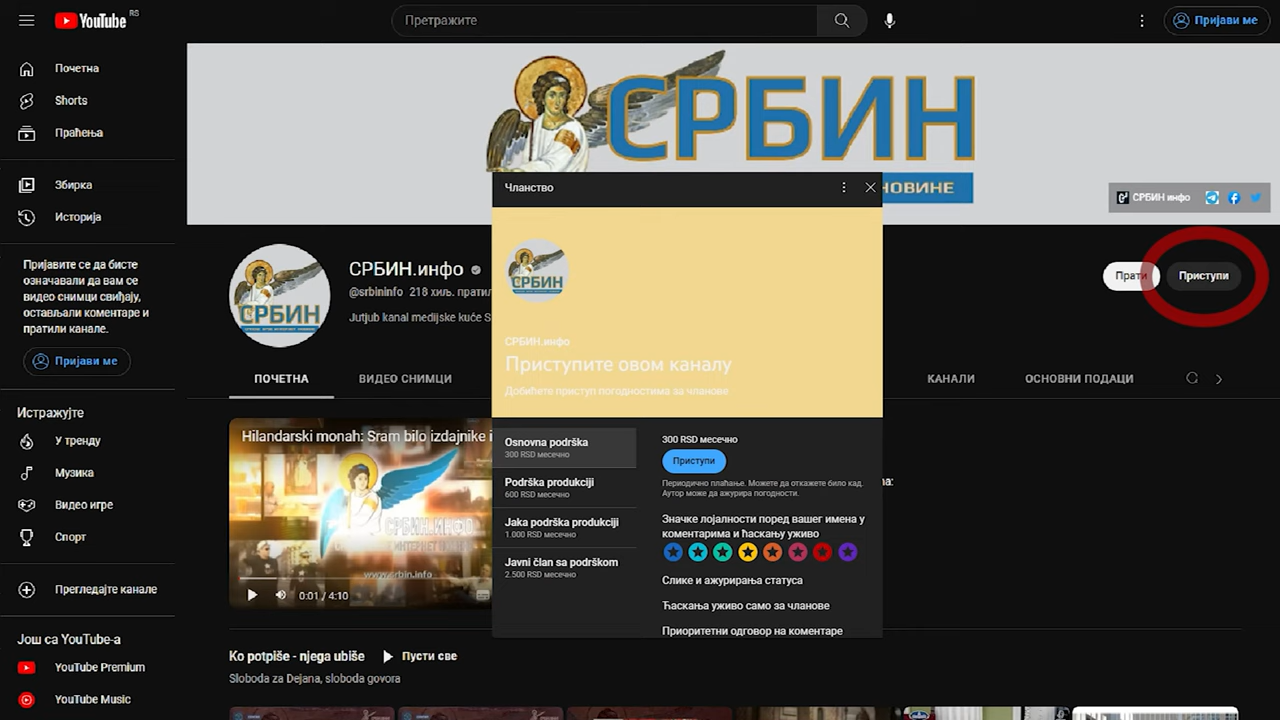 YouTube RS
Претражите
Пријави ме
Почетна
Shorts
Праћења
Збирка
Историја
Пријавите се да бисте
означавали да вам се
видео снимци свиђају,
остављали коментаре и
пратили канале.
Пријави ме
Истражујте
У тренду
Музика
Видео игре
Спорт
Прегледајте канале
Још са YouTube-а
YouTube Premium
YouTube Music
СРБИН
НОВИНЕ
СРБИН инфо
СРБИН
СРБИН.инфо
@srbininfo 218 хиљ. пратил
Jutjub kanal medijske kuće S
Прати
Приступи
ПОЧЕТНА
ВИДЕО СНИМЦИ
КАНАЛИ
ОСНОВНИ ПОДАЦИ
Чланство
СРБИН
СРБИН.инфо
Приступите овом каналу
Добићете приступ погодностима за чланове
Osnovna podrška
300 RSD месечно
Podrška produkciji
600 RSD месечно
Jaka podrška produkciji
1.000 RSD месечно
Javni član sa podrškom
2.500 RSD месечно
300 RSD месечно
Приступи
Периодично плаћање. Можете да откажете било кад.
Аутор може да ажурира погодности.
Значке лојалности поред вашег имена у
коментарима и ћаскању уживо
Слике и ажурирања статуса
Ћаскања уживо само за чланове
Приоритетни одговор на коментаре
на:
Hilandarski monah: Sram bilo izdajnike i
СРБИН.ИНФО
www.srbin.info
0:01 / 4:10
Ko potpiše - njega ubiše
Пусти све
Sloboda za Dejana, sloboda govora